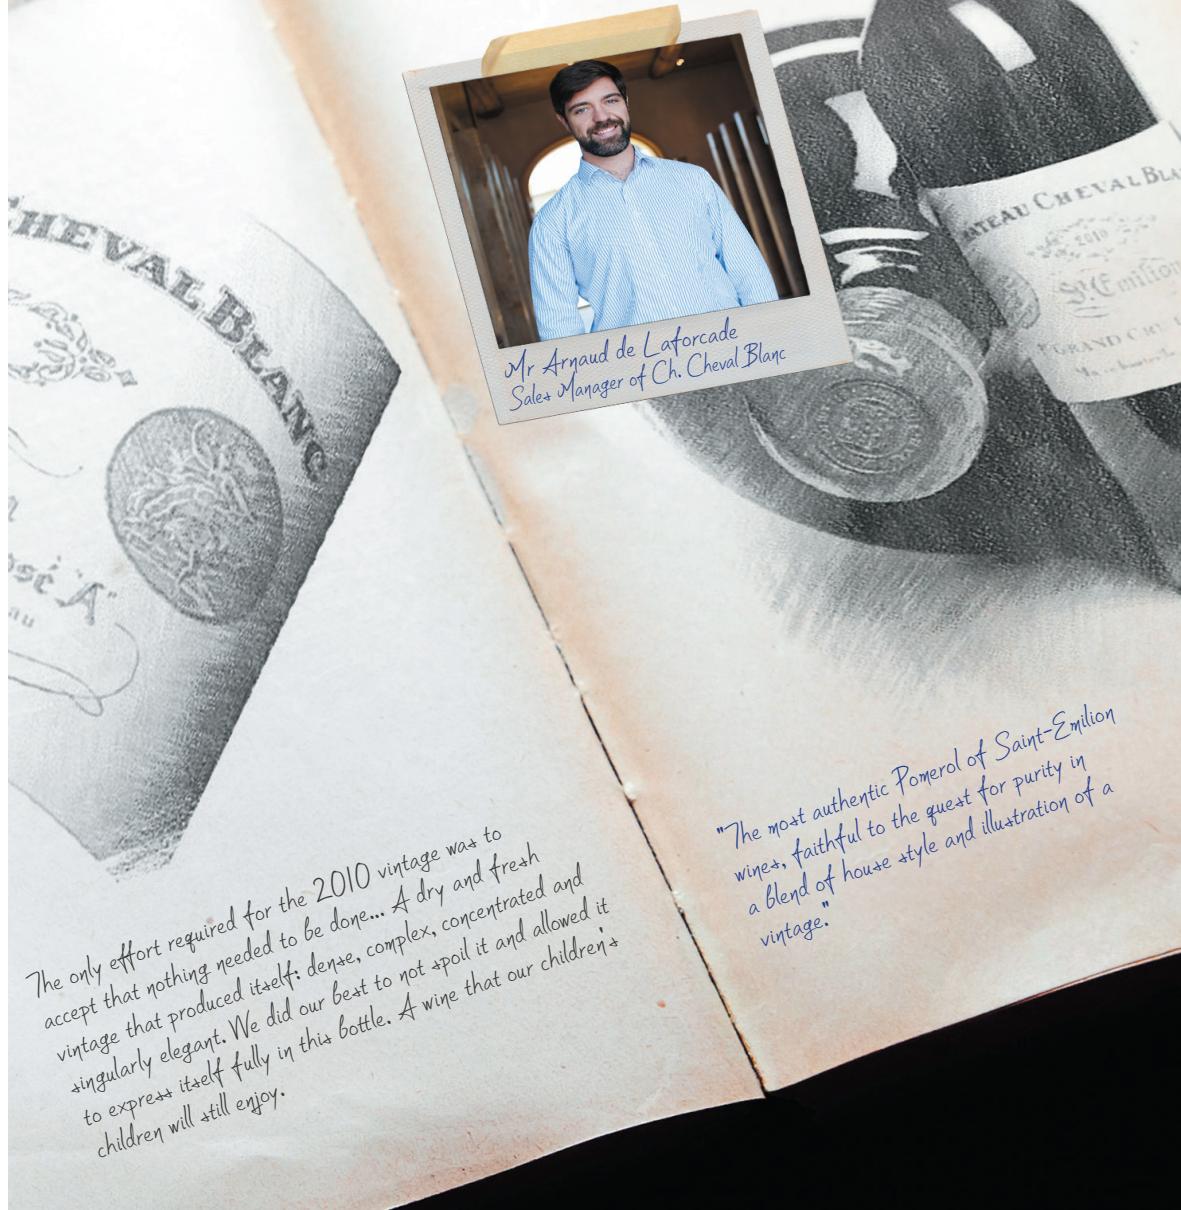 CHEVAL BLANC
ssé "A"
Mr Arnaud de Laforcade
Sales Manager of Ch. Cheval Blanc
CHEVAL BLA
2010
St Emilion
GRAND CRU
The only effort required for the 2010 vintage was to
accept that nothing needed to be done... A dry and fresh
vintage that produced itself: dense, complex, concentrated and
singularly elegant. We did our best to not spoil it and allowed it
to express itself fully in this bottle. A wine that our children's
children will still enjoy.
"The most authentic Pomerol of Saint-Emilion
wines, faithful to the quest for purity in
a blend of house style and illustration of a
vintage."